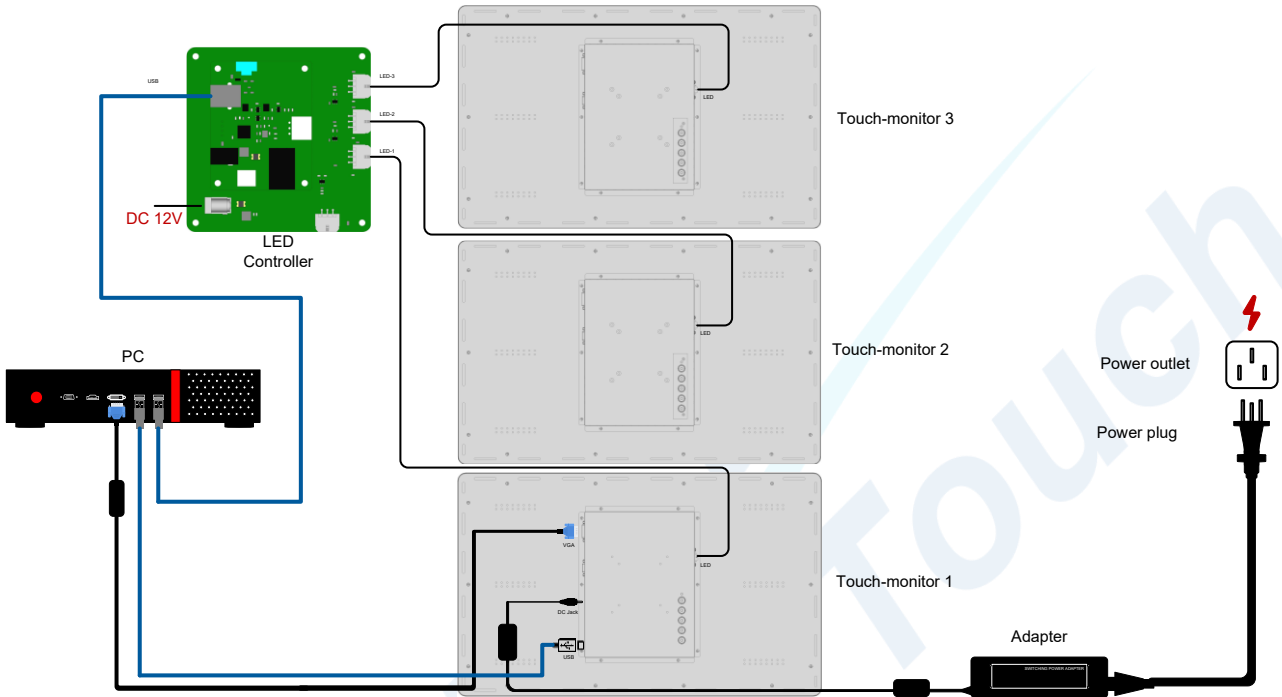 USB
LED-3
LED-2
LED-1
DC 12V
LED
Controller
LED
Touch-monitor 3
LED
Touch-monitor 2
PC
Power outlet
Power plug
VGA
LED
DC Jack
USB
Touch-monitor 1
Adapter
SWITCHING POWER ADAPTER
Touch